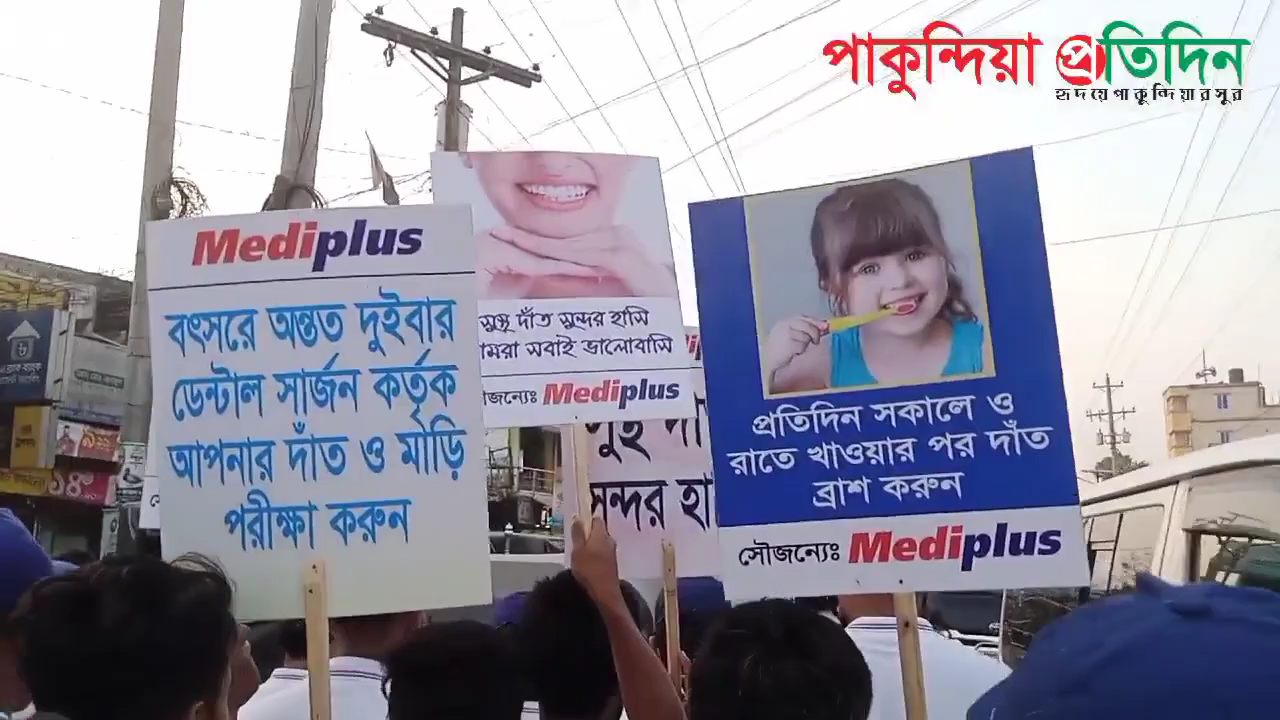 পাকুন্দিয়া প্রতিদিন
হৃদয়ে পাকুন্দিয়ার সুর
Mediplus
বৎসরে অন্তত দুইবার
ডেন্টাল সার্জন কর্তৃক
আপনার দাঁত ও মাড়ি
পরীক্ষা করুন
সুস্থ দাঁত সুন্দর হাসি
আমরা সবাই ভালোবাসি
সৌজন্যেঃ Mediplus
সুন্দর হা
প্রতিদিন সকালে ও
রাতে খাওয়ার পর দাঁত
ব্রাশ করুন
সৌজন্যেঃ Mediplus